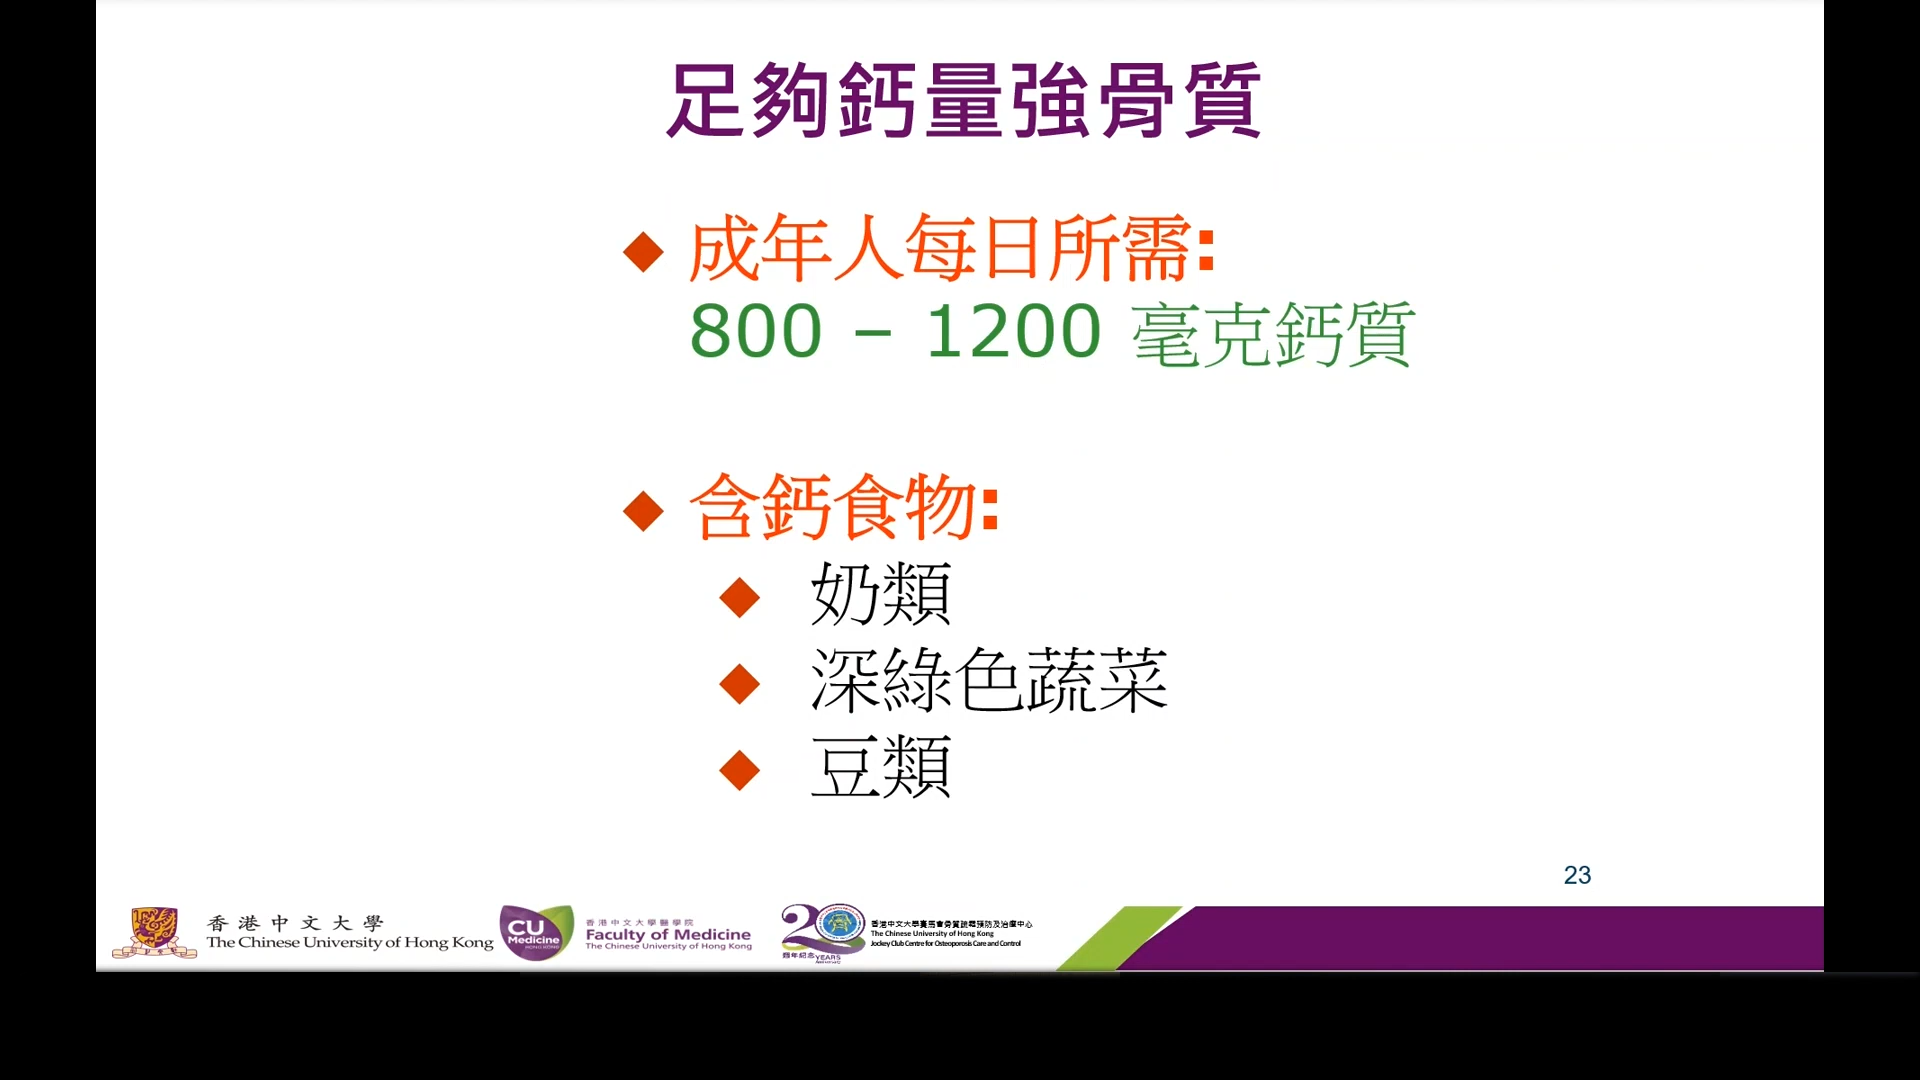 足夠鈣量強骨質
成年人每日所需:
800 – 1200 毫克鈣質
含鈣食物:
奶類
深綠色蔬菜
豆類
23
香港中文大學
The Chinese University of Hong Kong
CU
Medicine
HONG KONG
香港中文大學醫學院
Faculty of Medicine
The Chinese University of Hong Kong
20
週年紀念 YEARS
Anniversary
香港中文大學賽馬會骨質疏鬆預防及治療中心
The Chinese University of Hong Kong
Jockey Club Centre for Osteoporosis Care and Control